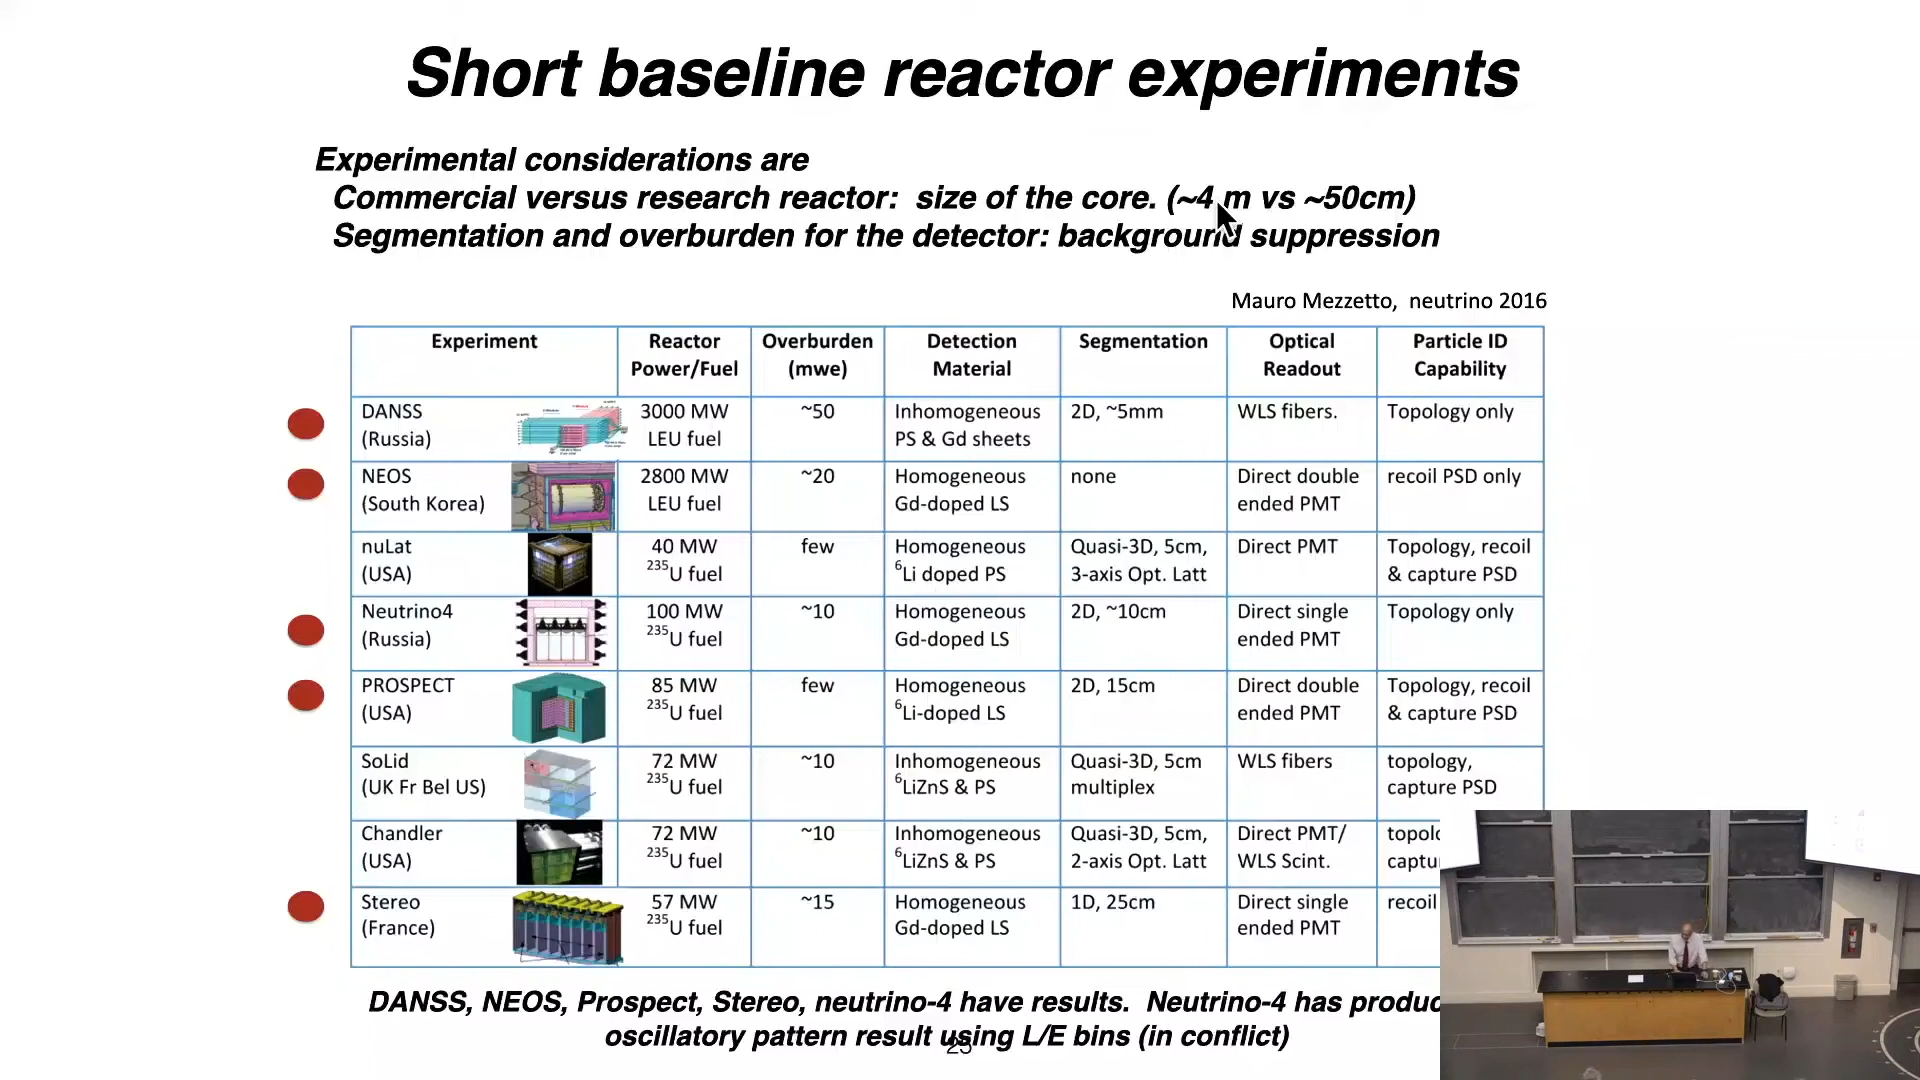 Short baseline reactor experiments
Experimental considerations are
Commercial versus research reactor: size of the core. (~4 m vs ~50cm)
Segmentation and overburden for the detector: background suppression
Mauro Mezzetto, neutrino 2016
Experiment Reactor Power/Fuel Overburden (mwe) Detection Material Segmentation Optical Readout Particle ID Capability
DANSS (Russia) 3000 MW LEU fuel ~50 Inhomogeneous PS & Gd sheets 2D, ~5mm WLS fibers. Topology only
NEOS (South Korea) 2800 MW LEU fuel ~20 Homogeneous Gd-doped LS none Direct double ended PMT recoil PSD only
nuLat (USA) 40 MW ²³⁵U fuel few Homogeneous ⁶Li doped PS Quasi-3D, 5cm, 3-axis Opt. Latt Direct PMT Topology, recoil & capture PSD
Neutrino4 (Russia) 100 MW ²³⁵U fuel ~10 Homogeneous Gd-doped LS 2D, ~10cm Direct single ended PMT Topology only
PROSPECT (USA) 85 MW ²³⁵U fuel few Homogeneous ⁶Li-doped LS 2D, 15cm Direct double ended PMT Topology, recoil & capture PSD
SoLid (UK Fr Bel US) 72 MW ²³⁵U fuel ~10 Inhomogeneous ⁶LiZnS & PS Quasi-3D, 5cm multiplex WLS fibers topology, capture PSD
Chandler (USA) 72 MW ²³⁵U fuel ~10 Inhomogeneous ⁶LiZnS & PS Quasi-3D, 5cm, 2-axis Opt. Latt Direct PMT/ WLS Scint.
Stereo (France) 57 MW ²³⁵U fuel ~15 Homogeneous Gd-doped LS 1D, 25cm Direct single ended PMT recoil
DANSS, NEOS, Prospect, Stereo, neutrino-4 have results. Neutrino-4 has
oscillatory pattern result using L/E bins (in conflict)
25